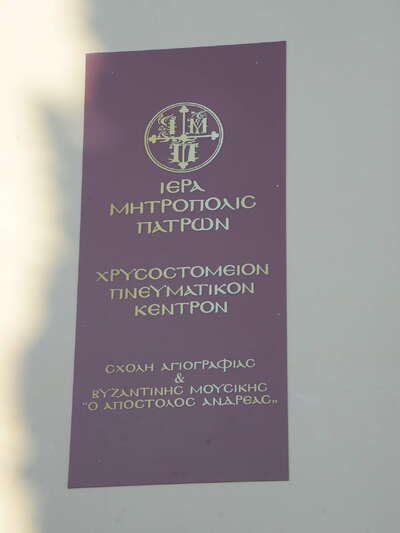 Ι Μ
Π
ΙΕΡΑ
ΜΗΤΡΟΠΟΛΙΣ
ΠΑΤΡΩΝ
ΧΡΥΣΟΣΤΟΜΕΙΟΝ
ΠΝΕΥΜΑΤΙΚΟΝ
ΚΕΝΤΡΟΝ
ΣΧΟΛΗ ΑΓΙΟΓΡΑΦΙΑΣ
&
ΒΥΖΑΝΤΙΝΗΣ ΜΟΥΣΙΚΗΣ
"Ο ΑΠΟΣΤΟΛΟΣ ΑΝΔΡΕΑΣ„